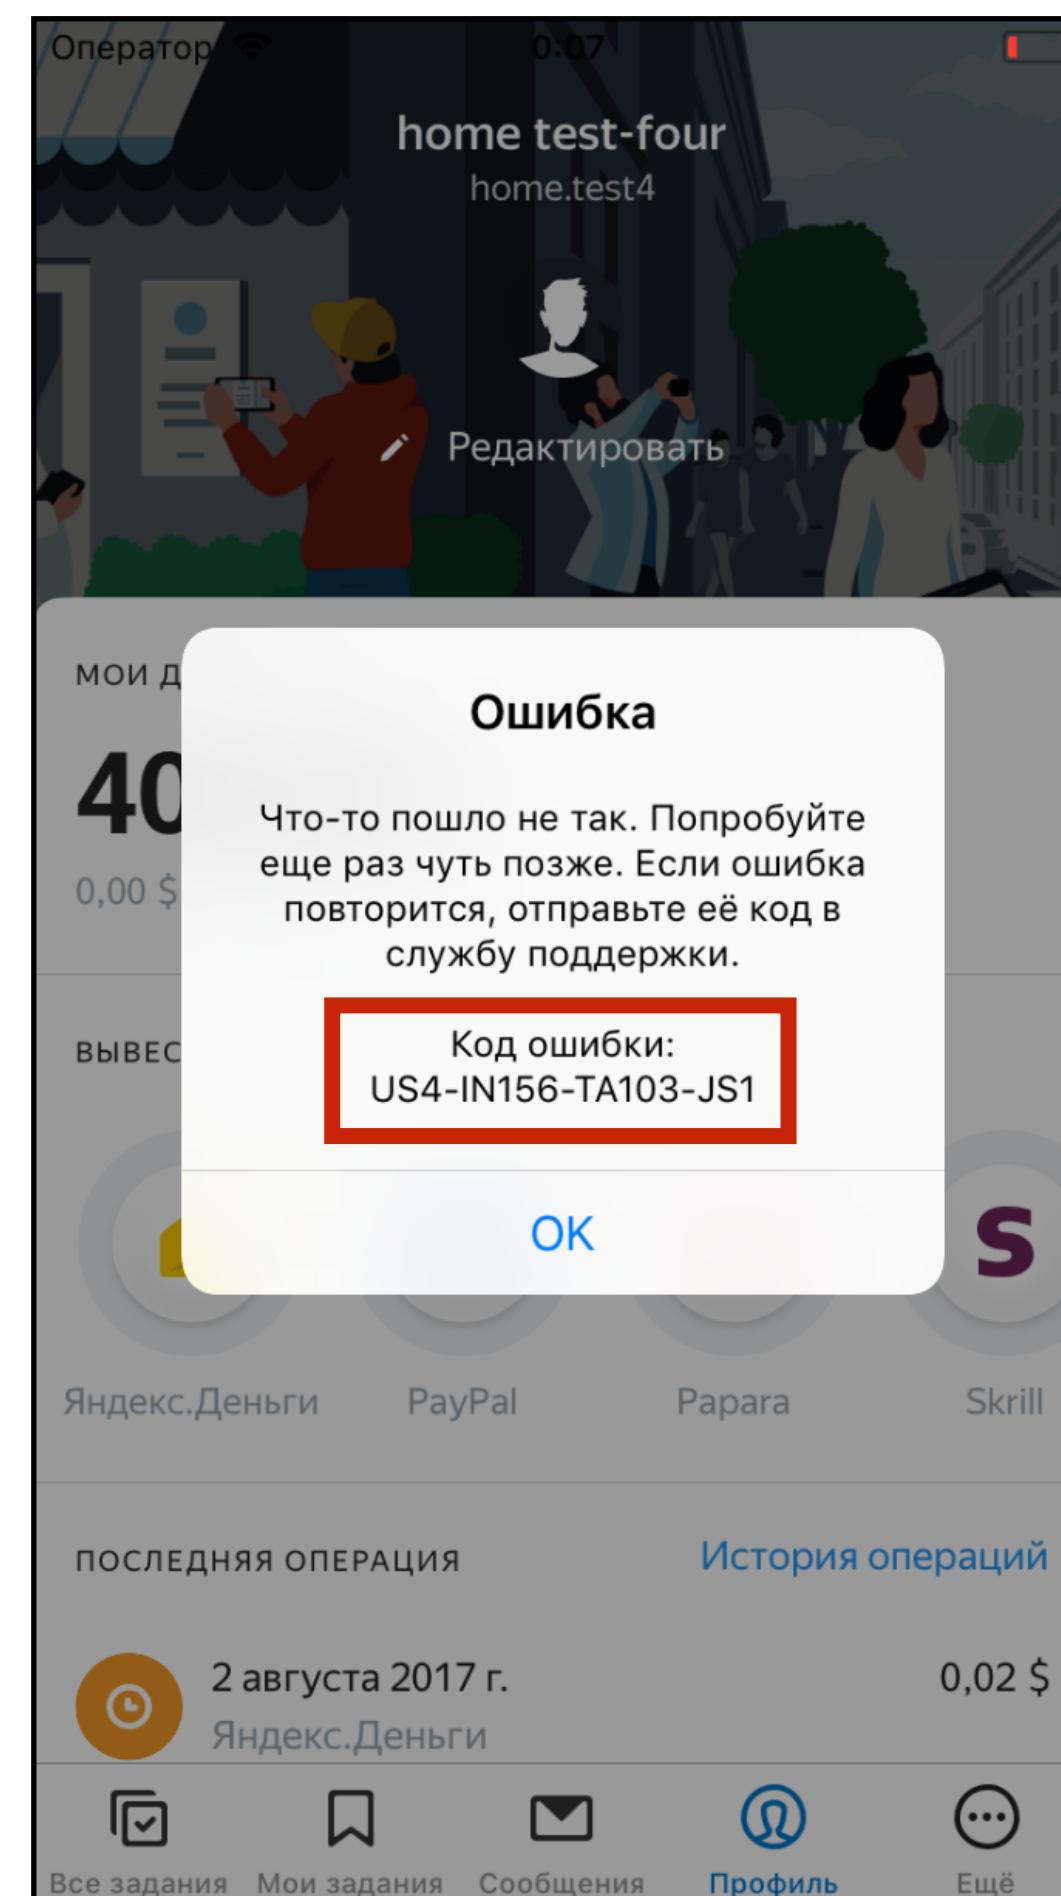 Оператор 0:07
home test-four
home.test4
Редактировать
МОИ Д
Ошибка
40
Что-то пошло не так. Попробуйте
еще раз чуть позже. Если ошибка
повторится, отправьте её код в
службу поддержки.
0,00 $
Код ошибки:
US4-IN156-TA103-JS1
ВЫВЕС
OK
S
Яндекс.Деньги PayPal Papara Skrill
ПОСЛЕДНЯЯ ОПЕРАЦИЯ История операций
2 августа 2017 г. 0,02 $
Яндекс.Деньги
Все задания Мои задания Сообщения Профиль Ещё